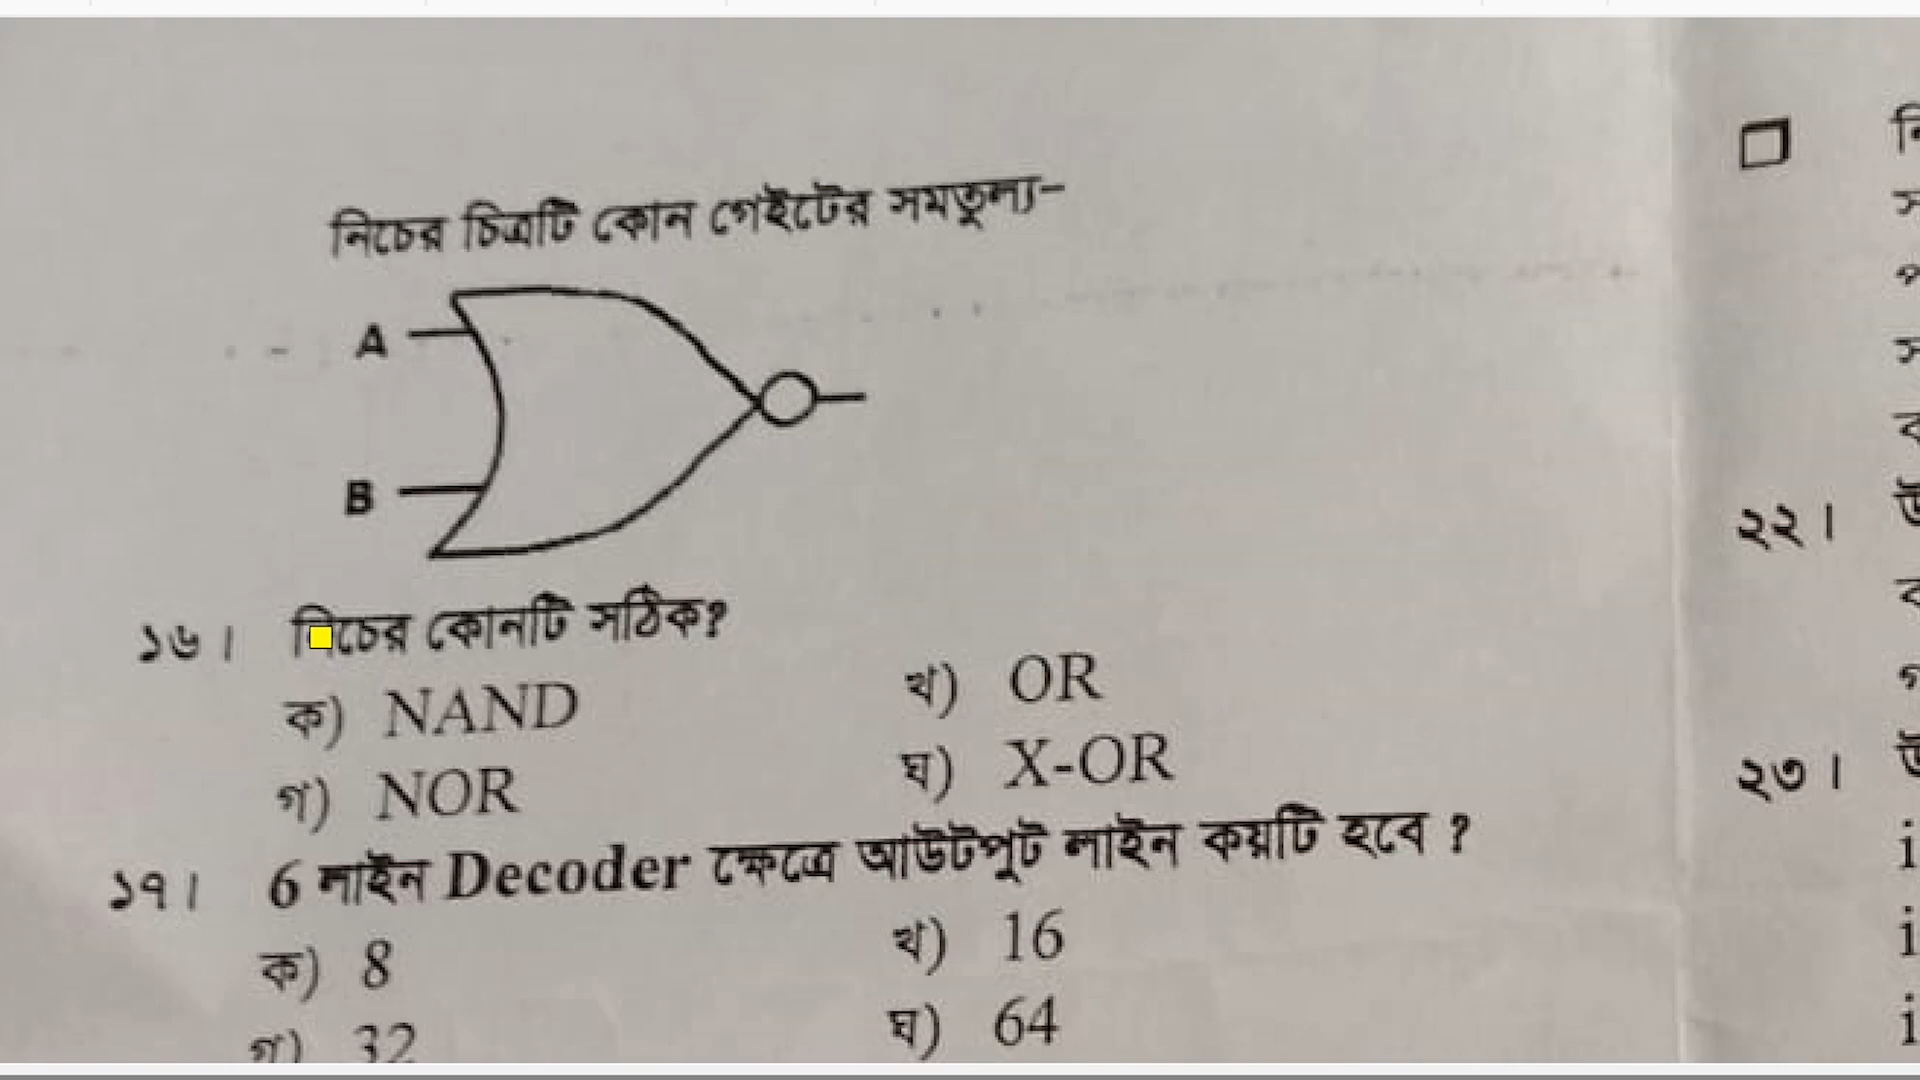 নিচের চিত্রটি কোন গেইটের সমতুল্য-
A
B
১৬। নিচের কোনটি সঠিক?
ক) NAND খ) OR
গ) NOR ঘ) X-OR
১৭। 6 লাইন Decoder ক্ষেত্রে আউটপুট লাইন কয়টি হবে ?
ক) 8 খ) 16
গ) 32 ঘ) 64
২২।
২৩।
i
i
i